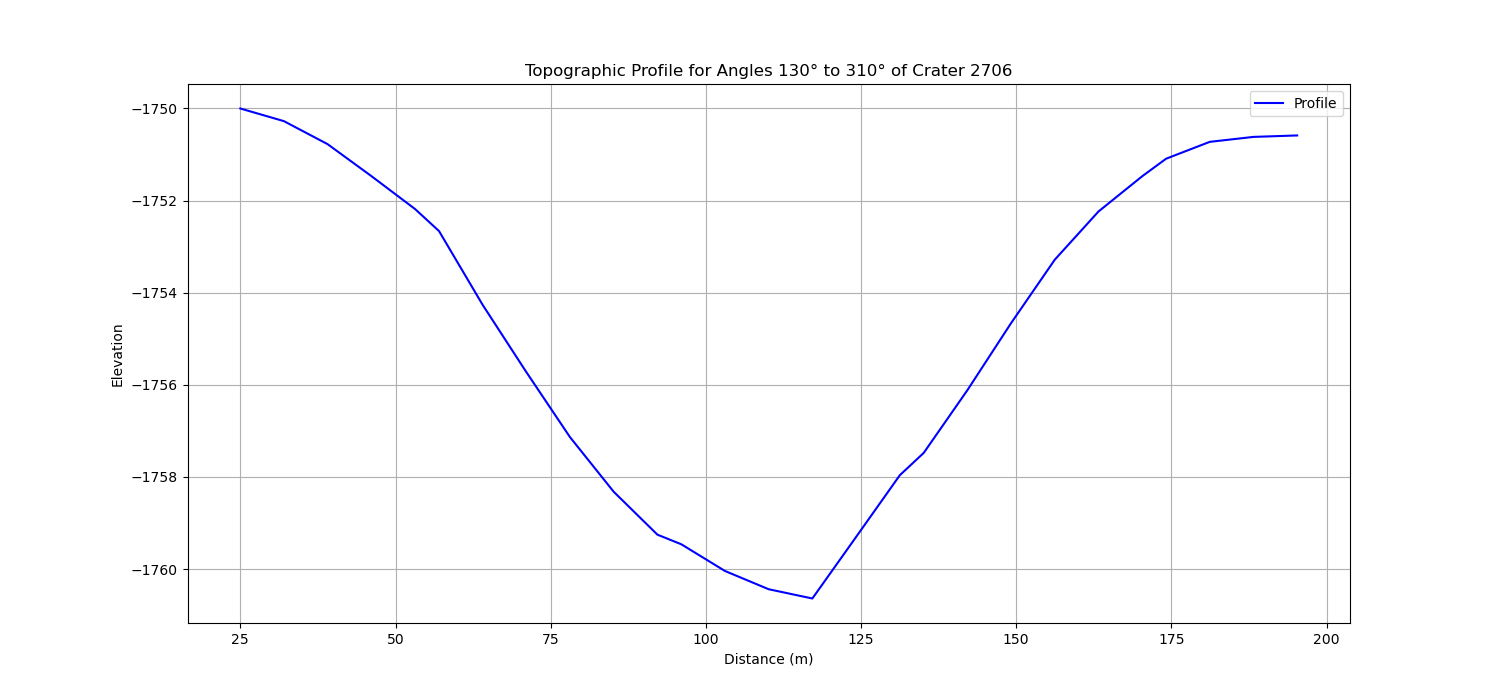 Topographic Profile for Angles 130° to 310° of Crater 2706
Profile
−1750
−1752
−1754
−1756
−1758
−1760
Elevation
25 50 75 100 125 150 175 200
Distance (m)